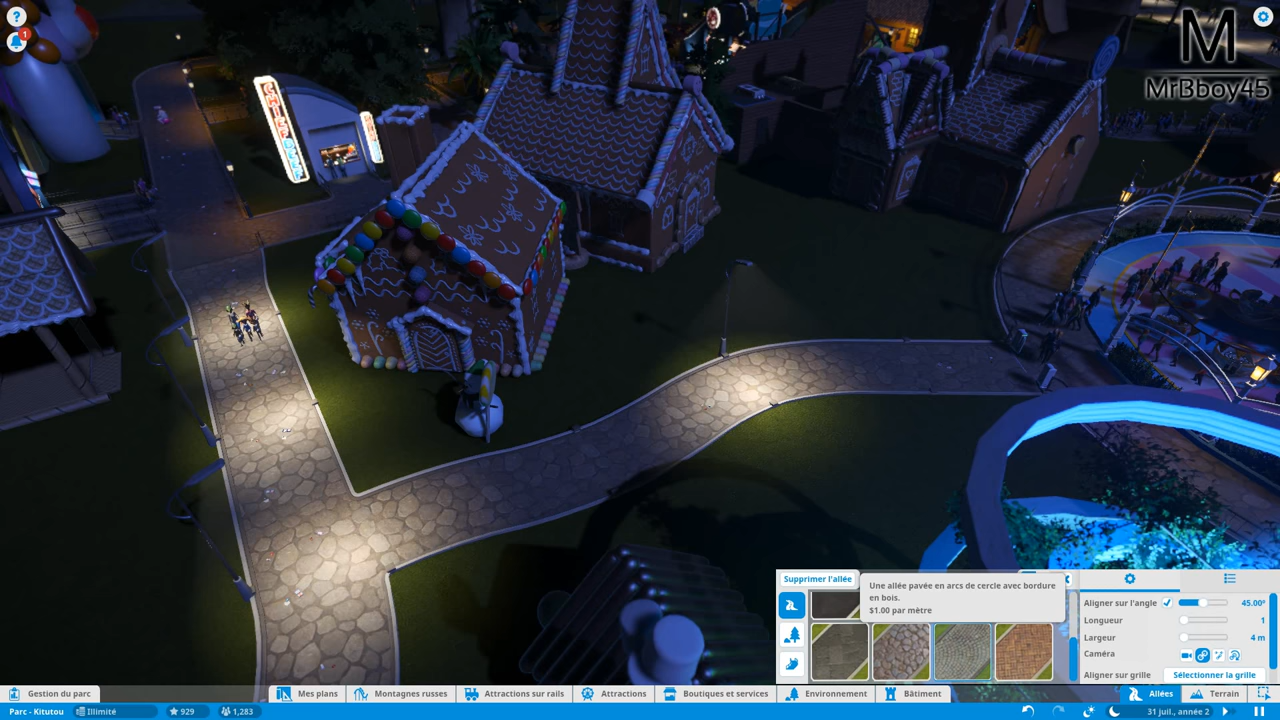 ?
1
M
MrBboy45
CHIEF BEEF
Supprimer l'allée
Une allée pavée en arcs de cercle avec bordure
en bois.
$1.00 par mètre
Aligner sur l'angle 45.00°
Longueur 1
Largeur 4 m
Caméra
Aligner sur grille Sélectionner la grille
Gestion du parc Mes plans Montagnes russes Attractions sur rails Attractions Boutiques et services Environnement Bâtiment Allées Terrain
Parc - Kitutou Illimité 929 1,283 31 juil., année 2